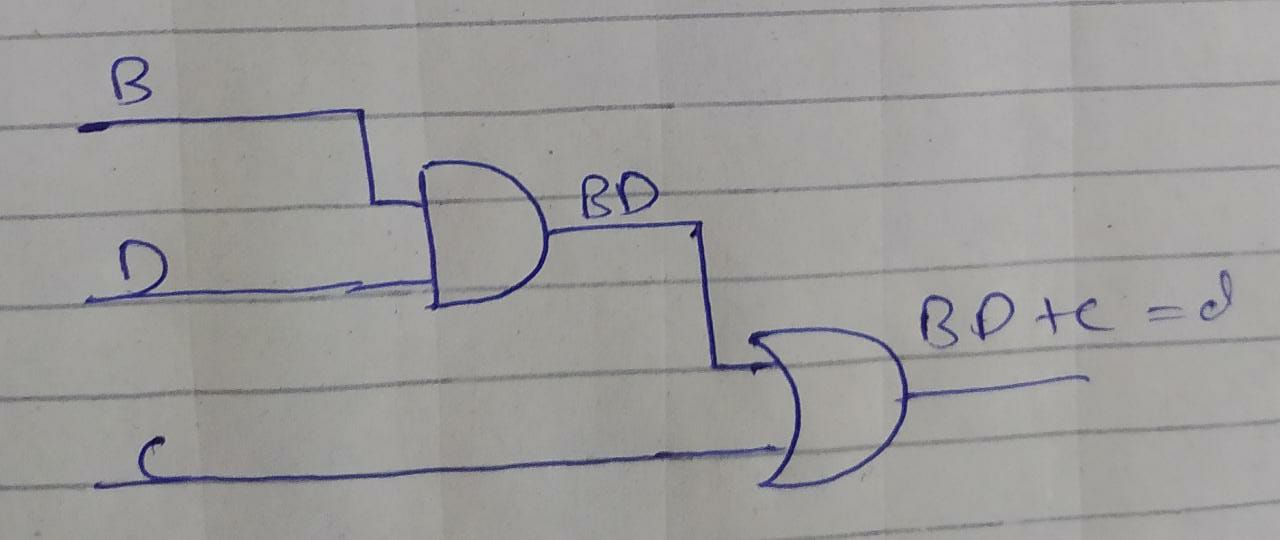 B
BD
D
BD + C = d
C